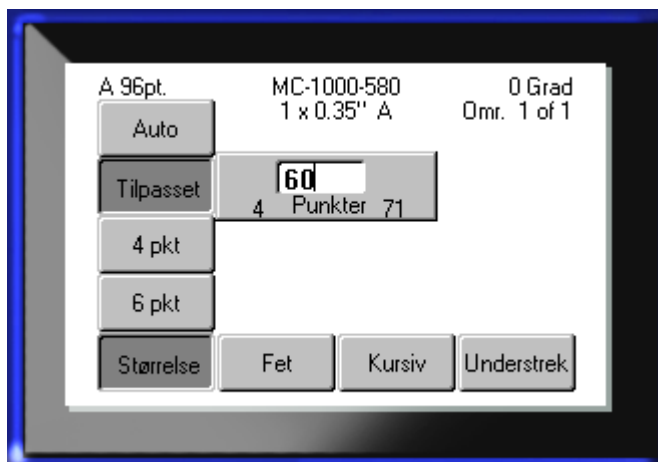 A 96pt.
MC-1000-580
0 Grad
1 x 0.35" A
Omr. 1 of 1
Auto
Tilpasset
60
4 Punkter 71
4 pkt
6 pkt
Størrelse
Fet
Kursiv
Understrek